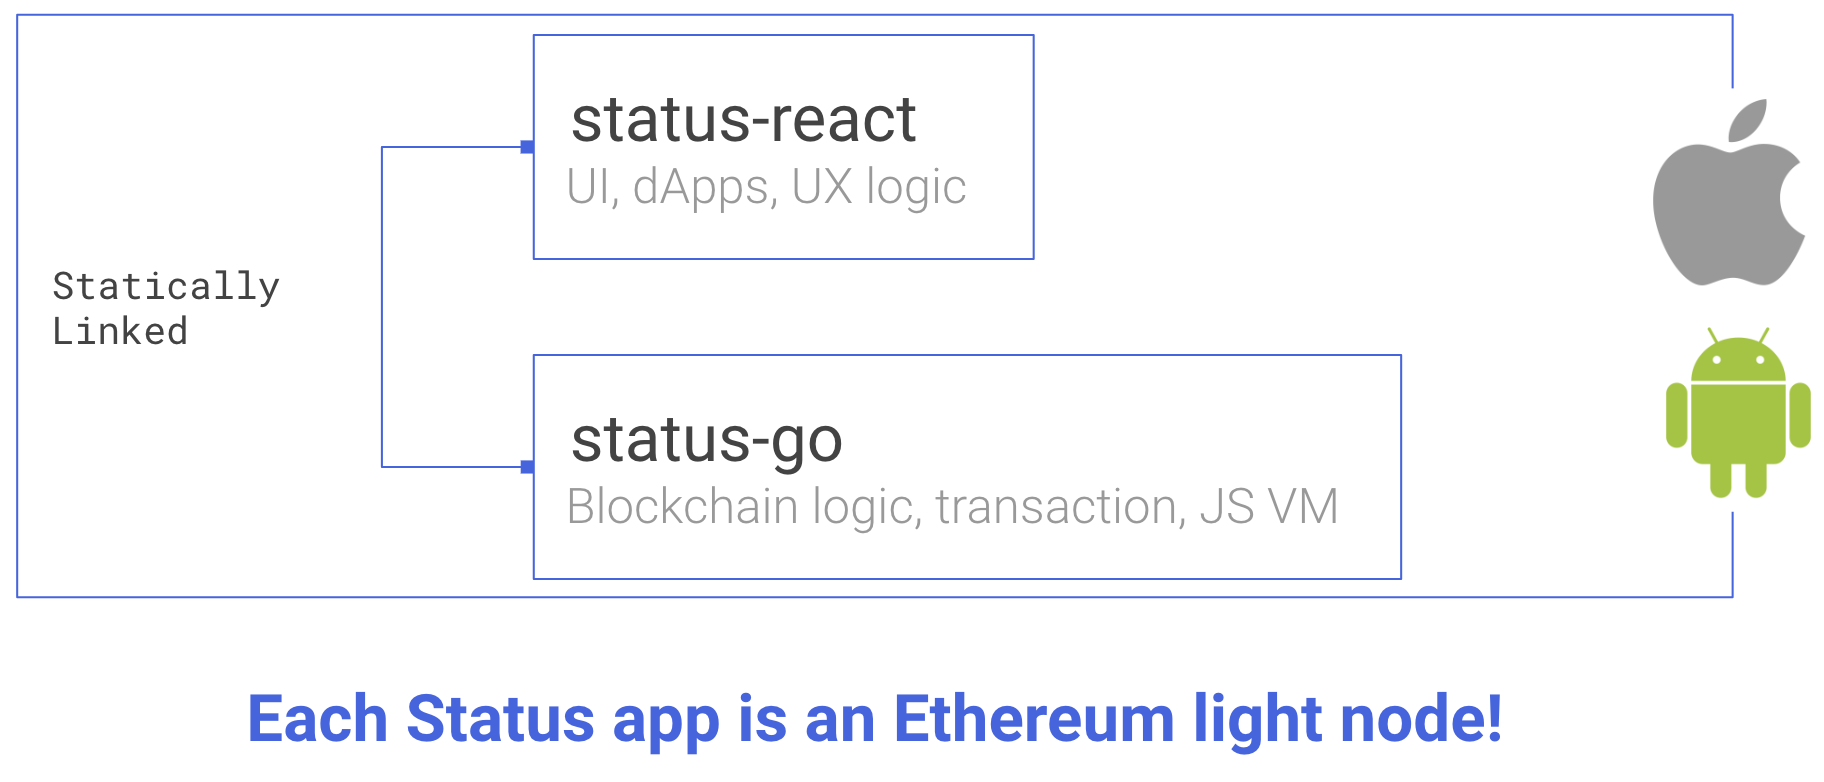 status-react
UI, dApps, UX logic
Statically
Linked
status-go
Blockchain logic, transaction, JS VM
Each Status app is an Ethereum light node!